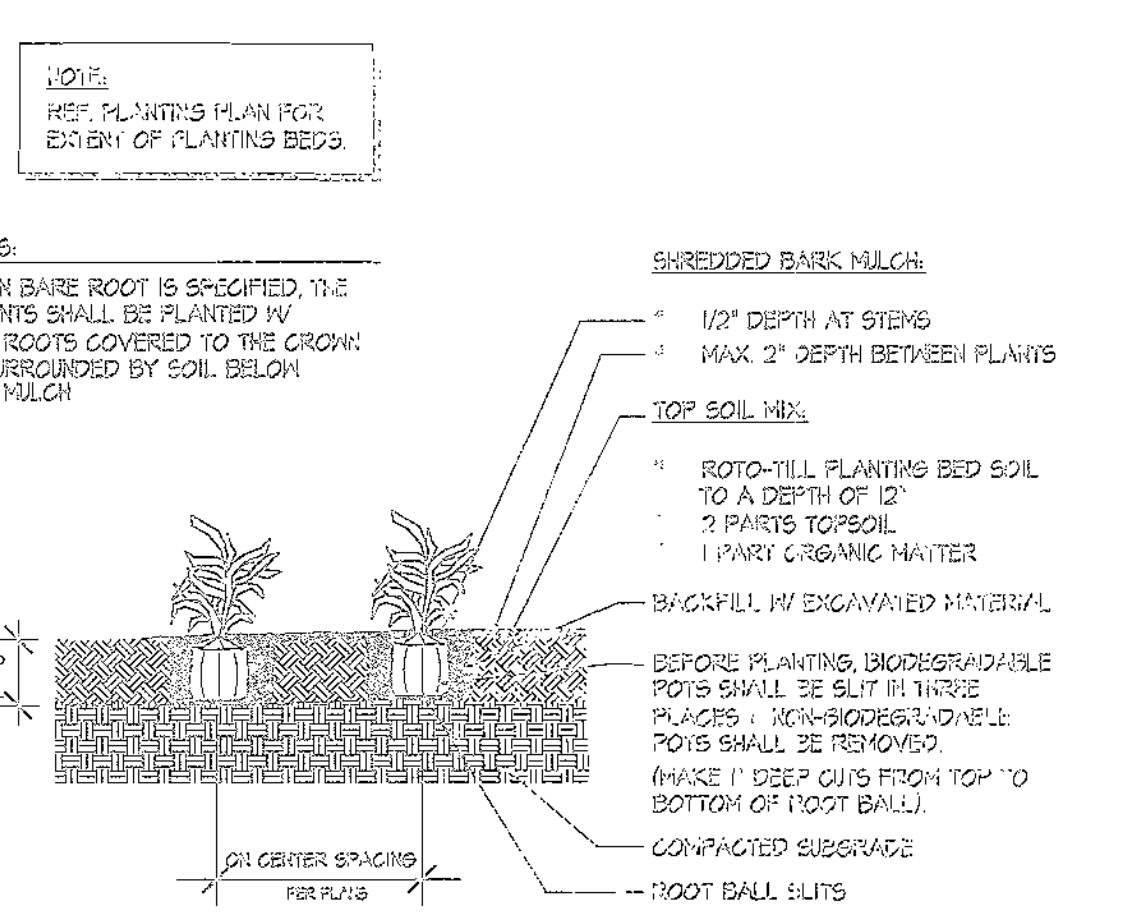 NOTE:
REF. PLANTING PLAN FOR
EXTENT OF PLANTING BEDS.
S:
N BARE ROOT IS SPECIFIED, THE
NTS SHALL BE PLANTED W/
ROOTS COVERED TO THE CROWN
URROUNDED BY SOIL BELOW
MULCH
SHREDDED BARK MULCH:
* 1/2" DEPTH AT STEMS
* MAX. 2" DEPTH BETWEEN PLANTS
TOP SOIL MIX:
* ROTO-TILL PLANTING BED SOIL
TO A DEPTH OF 12"
* 2 PARTS TOPSOIL
* 1 PART ORGANIC MATTER
BACKFILL W/ EXCAVATED MATERIAL
BEFORE PLANTING, BIODEGRADABLE
POTS SHALL BE SLIT IN THREE
PLACES NON-BIODEGRADABLE
POTS SHALL BE REMOVED.
(MAKE 1" DEEP CUTS FROM TOP TO
BOTTOM OF ROOT BALL).
COMPACTED SUBGRADE
ROOT BALL SLITS
ON CENTER SPACING
PER PLANS